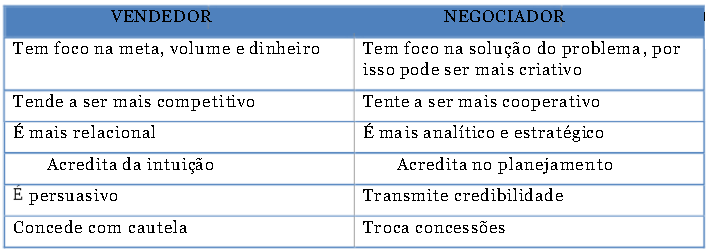 VENDEDOR NEGOCIADOR
Tem foco na meta, volume e dinheiro Tem foco na solução do problema, por
isso pode ser mais criativo
Tende a ser mais competitivo Tente a ser mais cooperativo
É mais relacional É mais analítico e estratégico
Acredita da intuição Acredita no planejamento
É persuasivo Transmite credibilidade
Concede com cautela Troca concessões